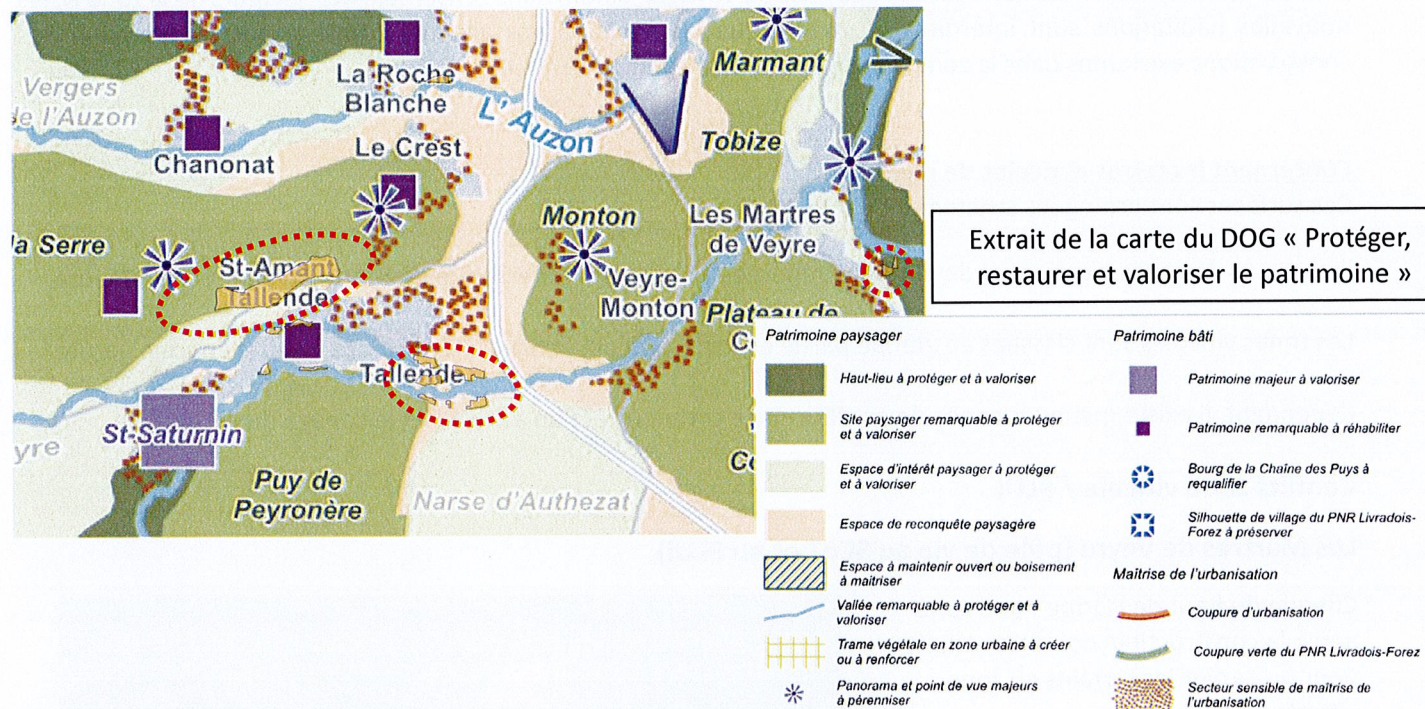 Marmant
La Roche
Blanche
Vergers
de l'Auzon
L' Auzon
Tobize
Chanonat
Le Crest
Monton
Les Martres
de Veyre
la Serre
St-Amant
Tallende
Veyre-
Monton
Plateau de
Tallende
St-Saturnin
yre
Puy de
Peyronère
Narse d'Authezat
Extrait de la carte du DOG « Protéger,
restaurer et valoriser le patrimoine »
Patrimoine paysager
Haut-lieu à protéger et à valoriser
Site paysager remarquable à protéger
et à valoriser
Espace d'intérêt paysager à protéger
et à valoriser
Espace de reconquête paysagère
Espace à maintenir ouvert ou boisement
à maitriser
Vallée remarquable à protéger et à
valoriser
Trame végétale en zone urbaine à créer
ou à renforcer
Panorama et point de vue majeurs
à pérenniser
Patrimoine bâti
Patrimoine majeur à valoriser
Patrimoine remarquable à réhabiliter
Bourg de la Chaîne des Puys à
requalifier
Silhouette de village du PNR Livradois-
Forez à préserver
Maîtrise de l'urbanisation
Coupure d'urbanisation
Coupure verte du PNR Livradois-Forez
Secteur sensible de maîtrise de
l'urbanisation